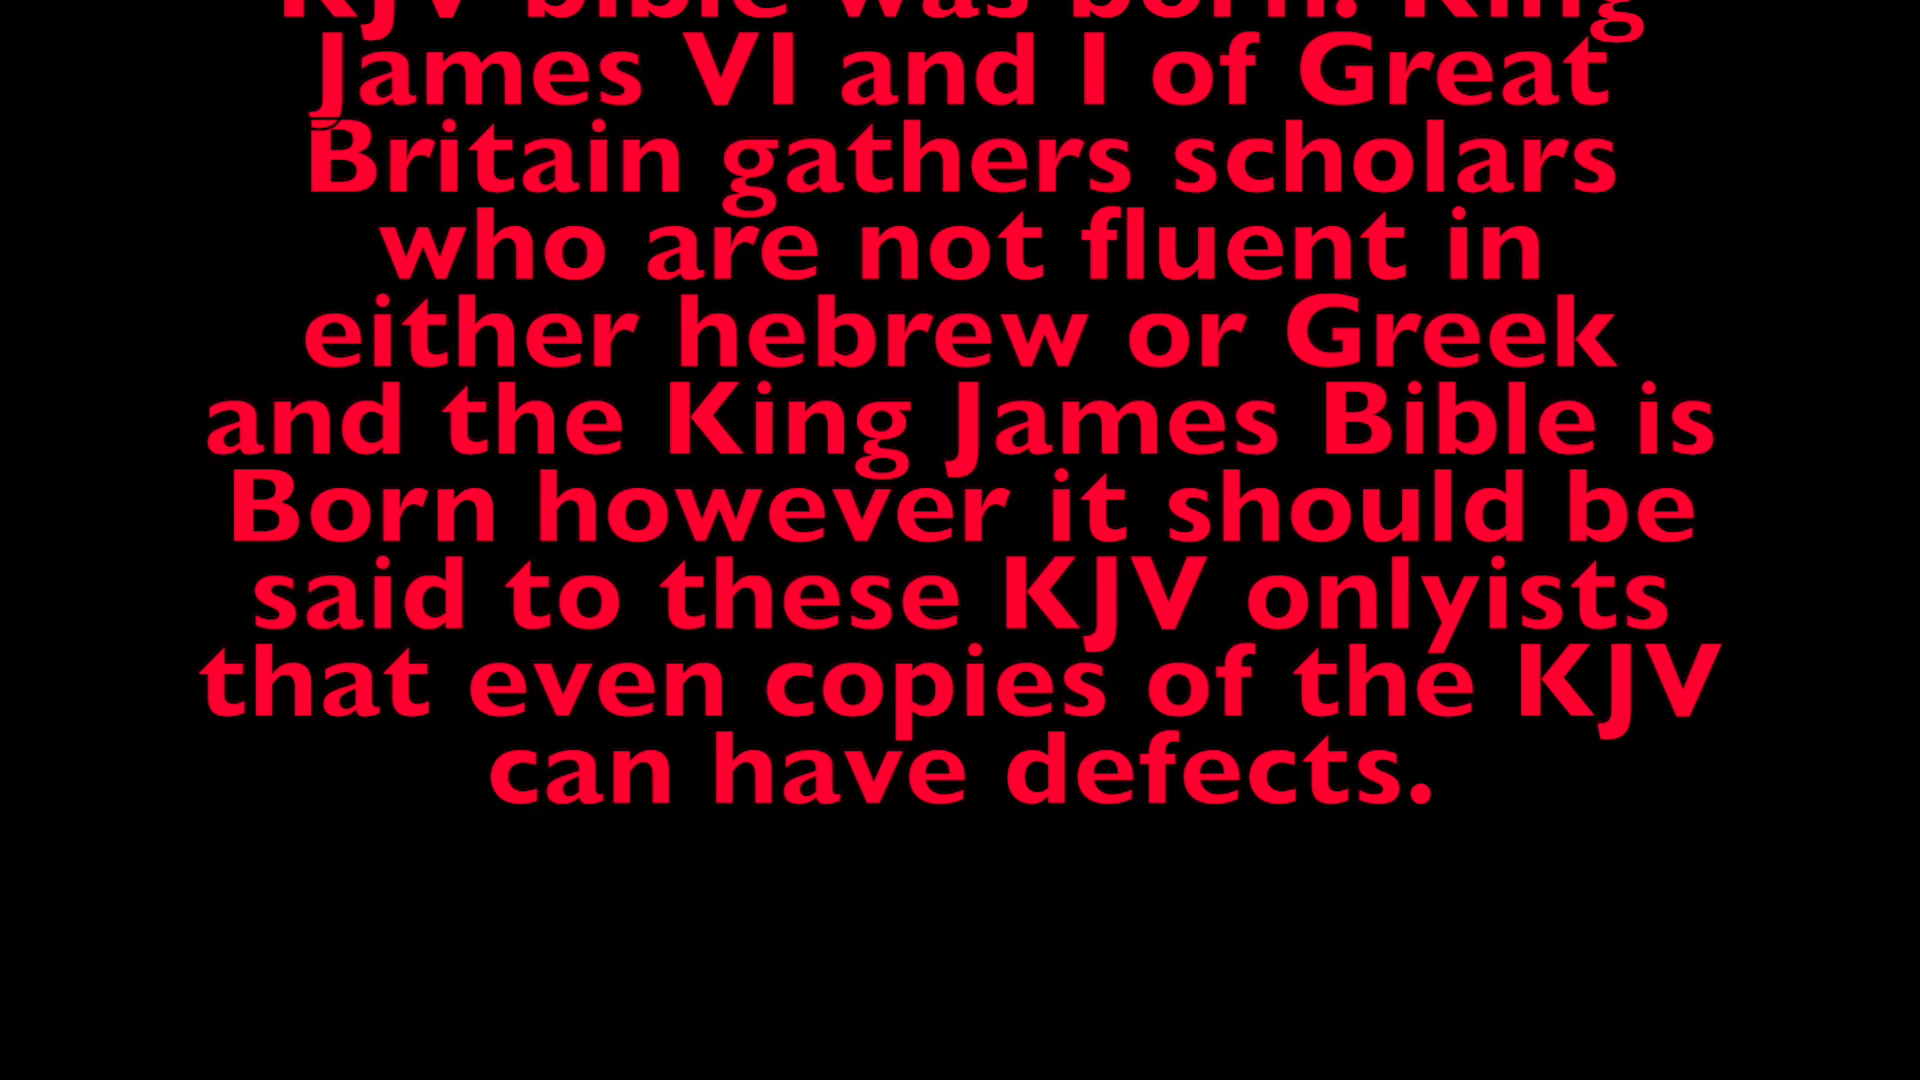 KJV bible was born. King
James VI and I of Great
Britain gathers scholars
who are not fluent in
either hebrew or Greek
and the King James Bible is
Born however it should be
said to these KJV onlyists
that even copies of the KJV
can have defects.